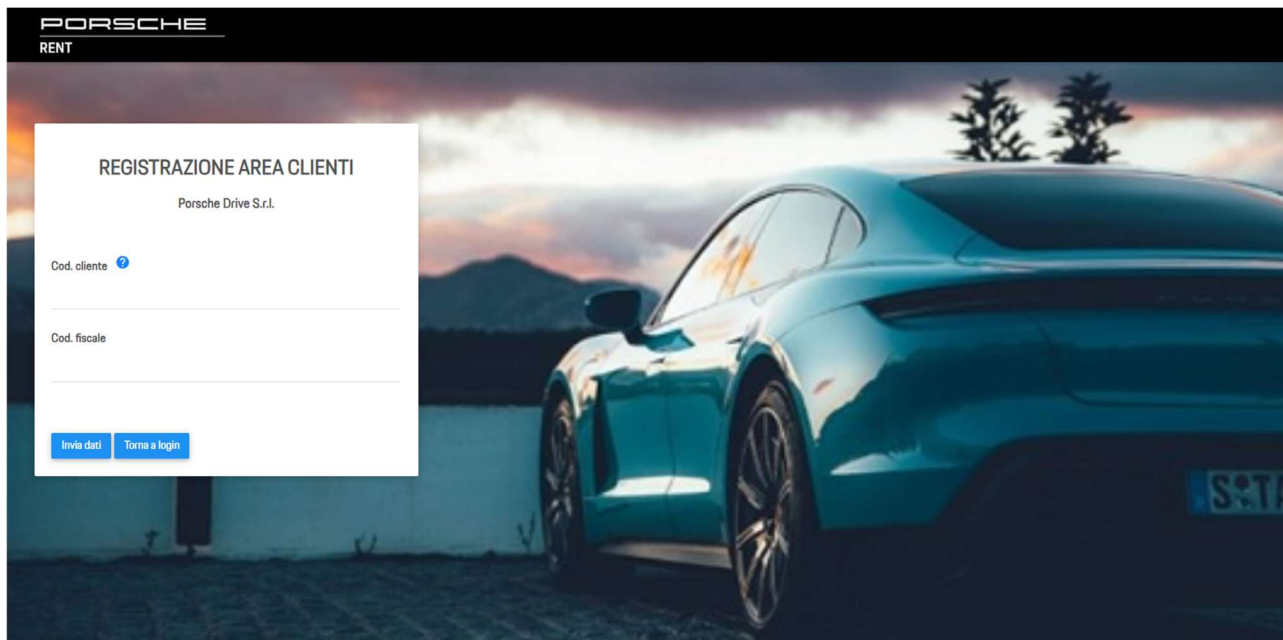 PORSCHE
RENT
REGISTRAZIONE AREA CLIENTI
Porsche Drive S.r.l.
Cod. cliente ?
Cod. fiscale
Invia dati Torna a login